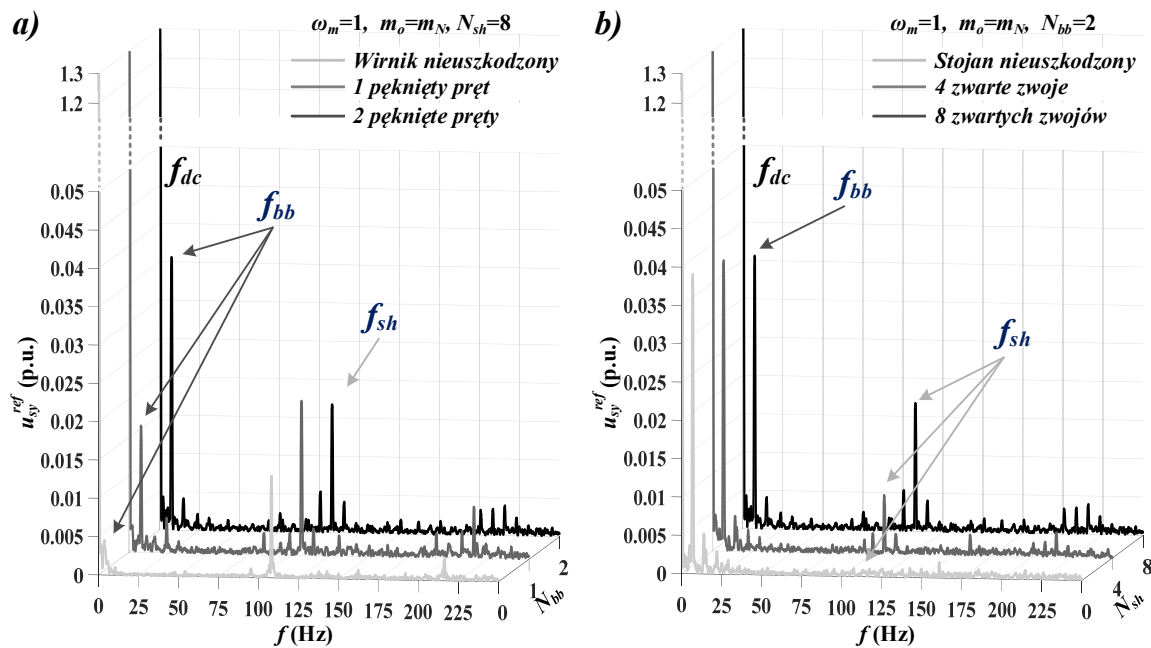 a)
ω_m=1, m_o=m_N, N_sh=8
Wirnik nieuszkodzony
1 pęknięty pręt
2 pęknięte pręty
1.3
1.2
0.05
0.045
0.04
0.035
0.03
0.025
0.02
0.015
0.01
0.005
0
u_sy^ref (p.u.)
f_dc
f_bb
f_sh
0 25 50 75 100 125 150 175 200 225 0
f (Hz)
1
2
N_bb
b)
ω_m=1, m_o=m_N, N_bb=2
Stojan nieuszkodzony
4 zwarte zwoje
8 zwartych zwojów
1.3
1.2
0.05
0.045
0.04
0.035
0.03
0.025
0.02
0.015
0.01
0.005
0
u_sy^ref (p.u.)
f_dc
f_bb
f_sh
0 25 50 75 100 125 150 175 200 225 0
f (Hz)
4
8
N_sh